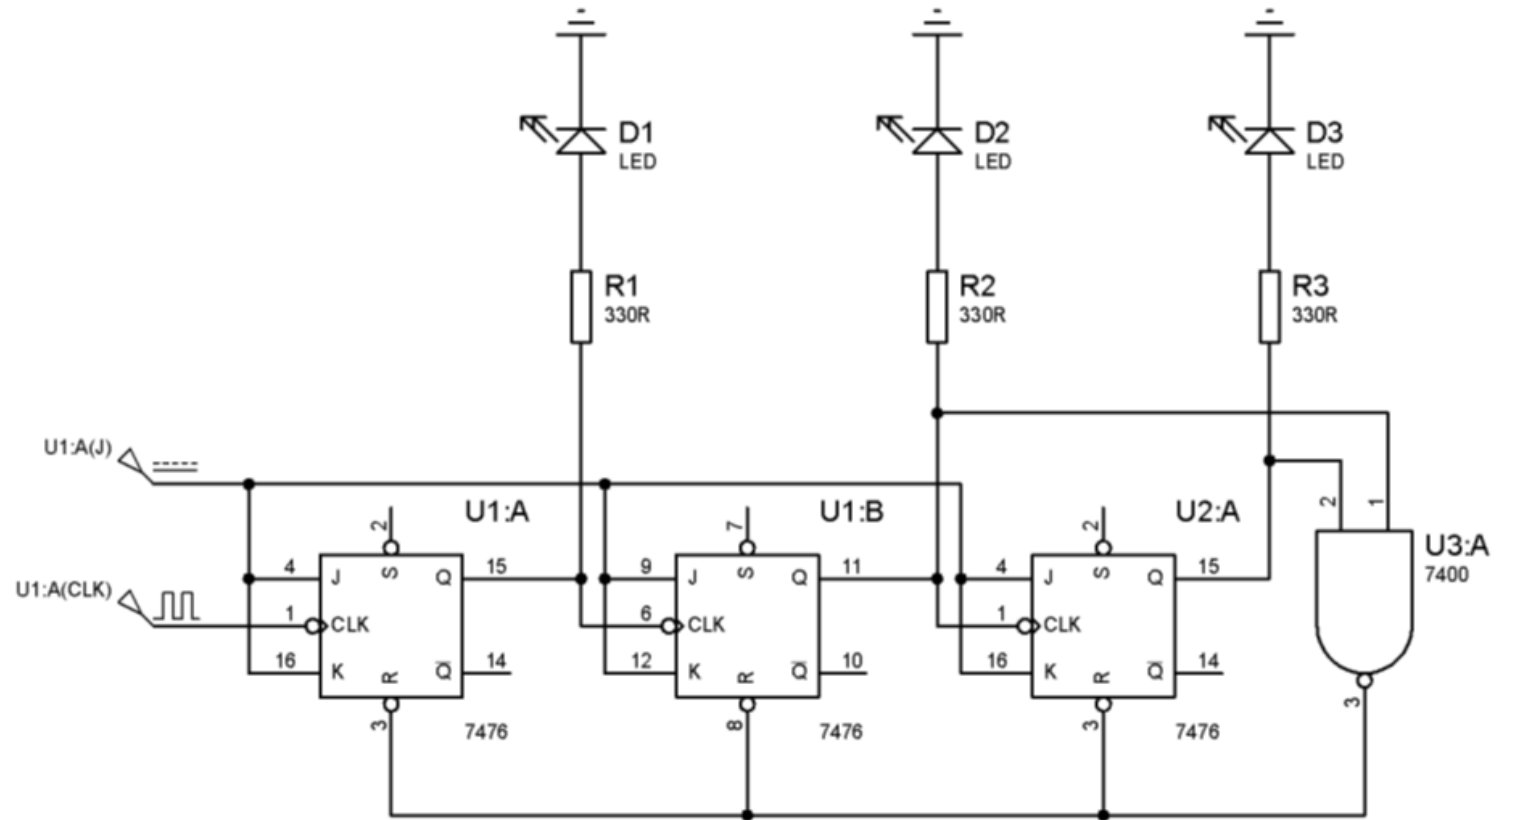 D1
LED
D2
LED
D3
LED
R1
330R
R2
330R
R3
330R
U1:A(J)
U1:A
U1:B
U2:A
2
1
U3:A
7400
2
7
2
4
J
S
Q
15
9
J
S
Q
11
4
J
S
Q
15
U1:A(CLK)
1
CLK
6
CLK
1
CLK
16
K
R
Q̅
14
12
K
R
Q̅
10
16
K
R
Q̅
14
3
3
7476
8
7476
3
7476